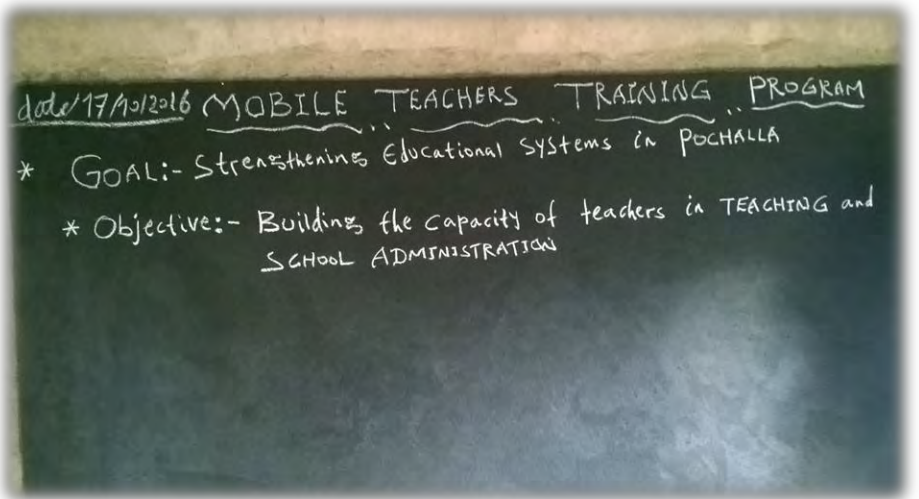 date/17/10/2016 MOBILE TEACHERS TRAINING PROGRAM
* GOAL:- Strengthening Educational Systems in POCHALLA
* Objective:- Building the capacity of teachers in TEACHING and
SCHOOL ADMINISTRATION